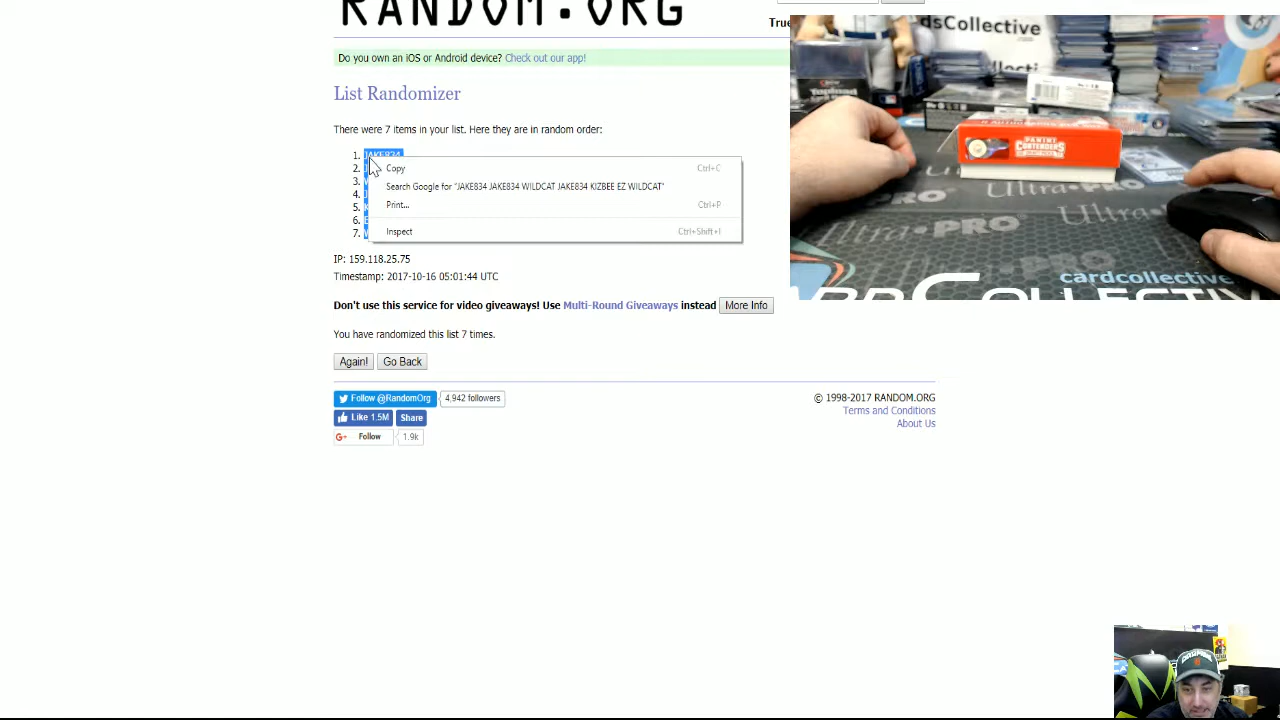 RANDOM.ORG
True
Do you own an iOS or Android device? Check out our app!
List Randomizer
There were 7 items in your list. Here they are in random order:
1. JAKE834
2.
3.
4.
5.
6.
7.
Copy Ctrl+C
Search Google for "JAKE834 JAKE834 WILDCAT JAKE834 KIZBEE EZ WILDCAT"
Print... Ctrl+P
Inspect Ctrl+Shift+I
IP: 159.118.25.75
Timestamp: 2017-10-16 05:01:44 UTC
Don't use this service for video giveaways! Use Multi-Round Giveaways instead More Info
You have randomized this list 7 times.
Again! Go Back
Follow @RandomOrg 4,942 followers
Like 1.5M Share
Follow 1.9k
© 1998-2017 RANDOM.ORG
Terms and Conditions
About Us
dsCollective
PANINI
CONTENDERS
Ultra·PRO
Ultra·PRO
cardcollective